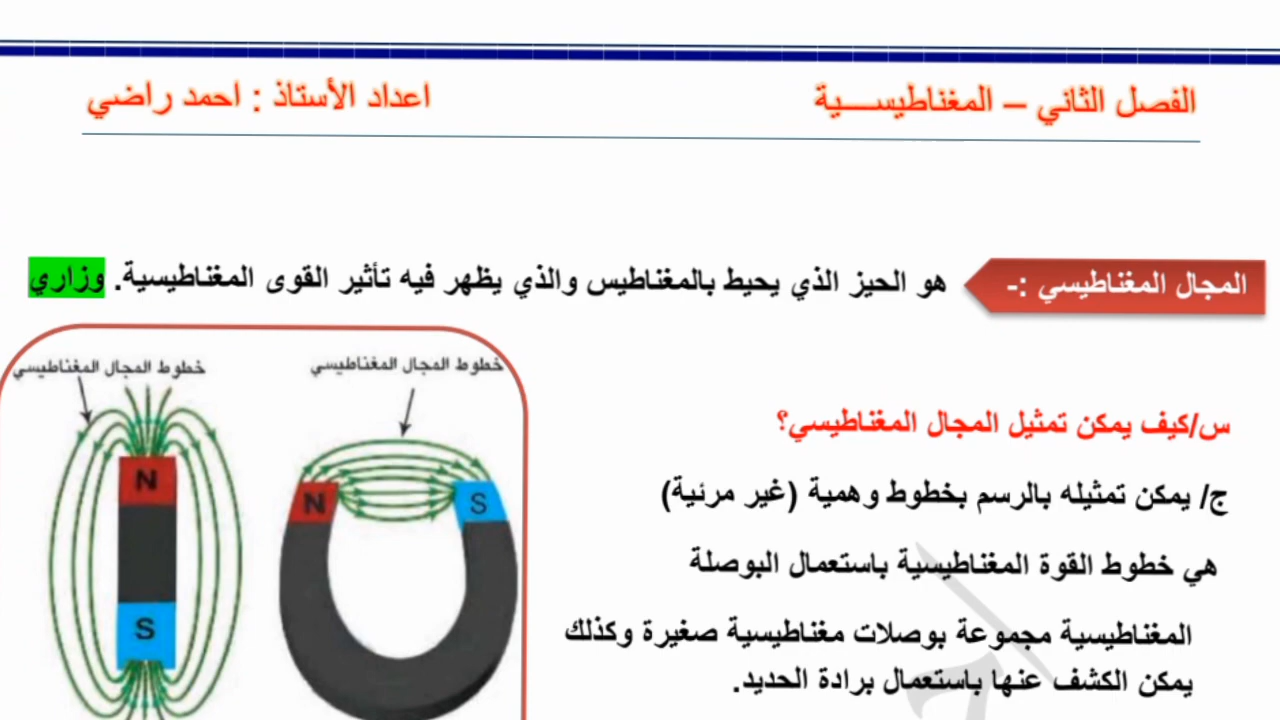 الفصل الثاني – المغناطيســـية
اعداد الأستاذ : احمد راضي
المجال المغناطيسي :- هو الحيز الذي يحيط بالمغناطيس والذي يظهر فيه تأثير القوى المغناطيسية. وزاري
س/كيف يمكن تمثيل المجال المغناطيسي؟
ج/ يمكن تمثيله بالرسم بخطوط وهمية (غير مرئية)
هي خطوط القوة المغناطيسية باستعمال البوصلة
المغناطيسية مجموعة بوصلات مغناطيسية صغيرة وكذلك
يمكن الكشف عنها باستعمال برادة الحديد.
خطوط المجال المغناطيسي
N
S
خطوط المجال المغناطيسي
N
S